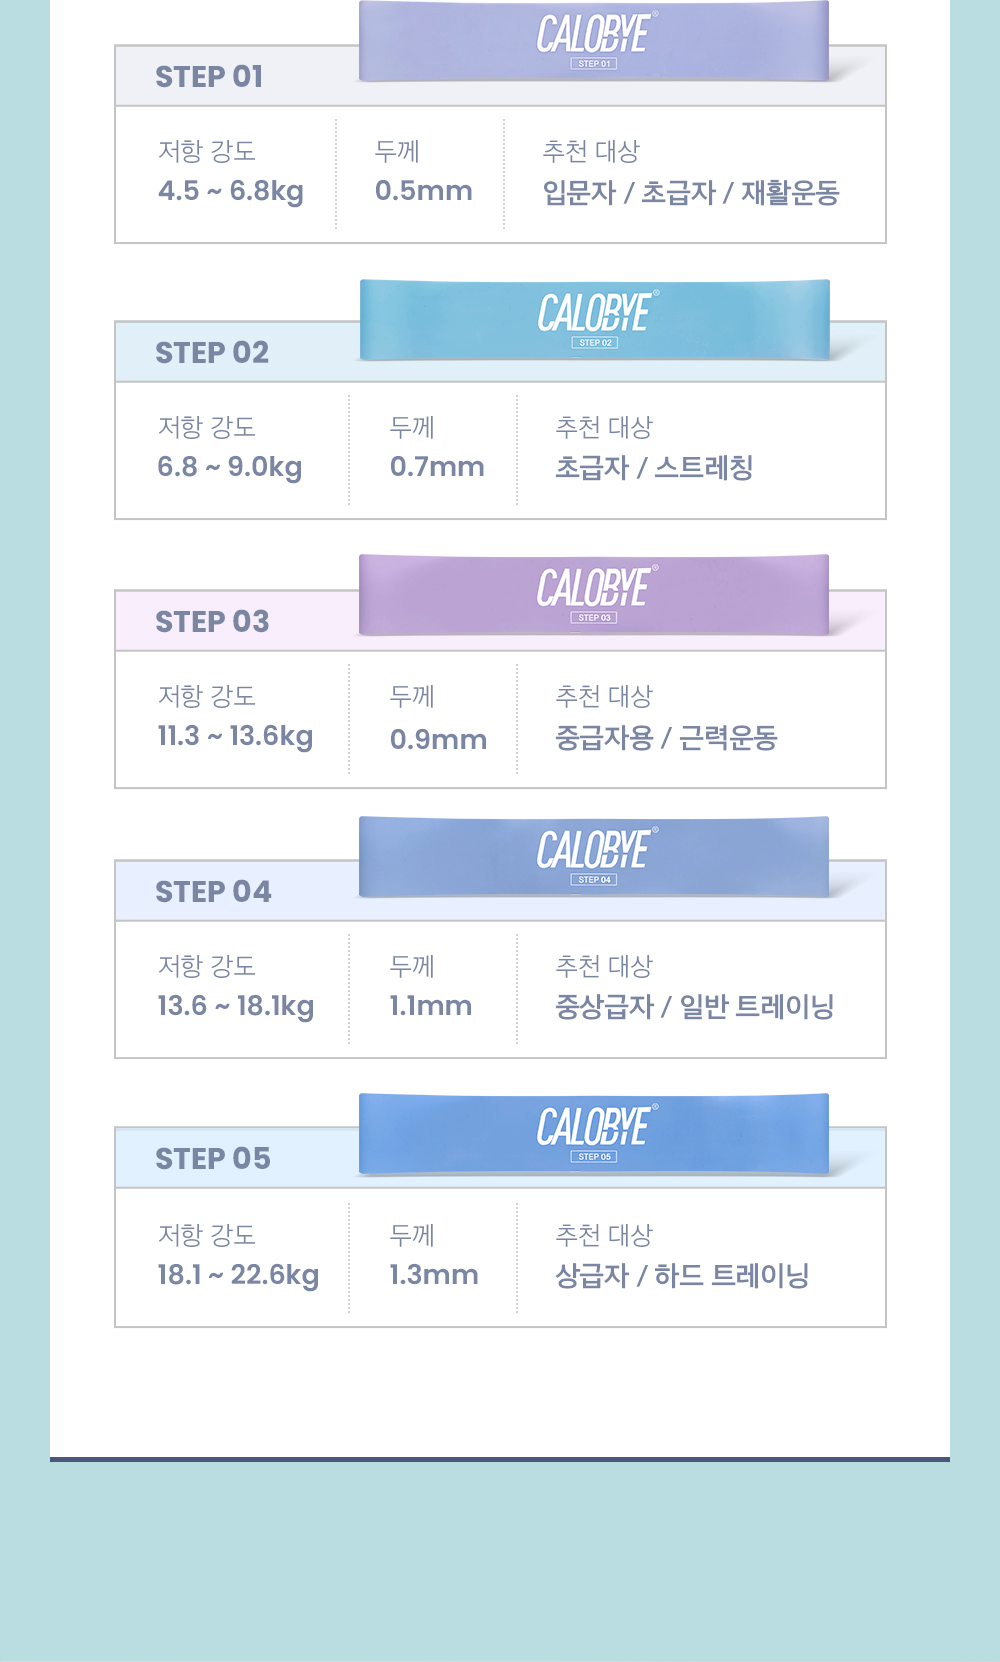 CALOBYE®
STEP 01
STEP 01
저항 강도
4.5 ~ 6.8kg
두께
0.5mm
추천 대상
입문자 / 초급자 / 재활운동
CALOBYE®
STEP 02
STEP 02
저항 강도
6.8 ~ 9.0kg
두께
0.7mm
추천 대상
초급자 / 스트레칭
CALOBYE®
STEP 03
STEP 03
저항 강도
11.3 ~ 13.6kg
두께
0.9mm
추천 대상
중급자용 / 근력운동
CALOBYE®
STEP 04
STEP 04
저항 강도
13.6 ~ 18.1kg
두께
1.1mm
추천 대상
중상급자 / 일반 트레이닝
CALOBYE®
STEP 05
STEP 05
저항 강도
18.1 ~ 22.6kg
두께
1.3mm
추천 대상
상급자 / 하드 트레이닝